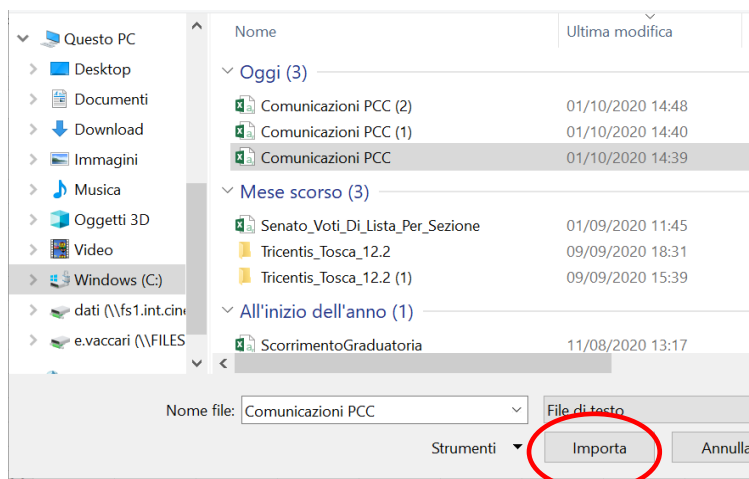 Questo PC
Desktop
Documenti
Download
Immagini
Musica
Oggetti 3D
Video
Windows (C:)
dati (\\fs1.int.cine
e.vaccari (\\FILES
Nome Ultima modifica
Oggi (3)
Comunicazioni PCC (2) 01/10/2020 14:48
Comunicazioni PCC (1) 01/10/2020 14:40
Comunicazioni PCC 01/10/2020 14:39
Mese scorso (3)
Senato_Voti_Di_Lista_Per_Sezione 01/09/2020 11:45
Tricentis_Tosca_12.2 09/09/2020 18:31
Tricentis_Tosca_12.2 (1) 09/09/2020 15:39
All'inizio dell'anno (1)
ScorrimentoGraduatoria 11/08/2020 13:17
Nome file: Comunicazioni PCC File di testo
Strumenti Importa Annulla